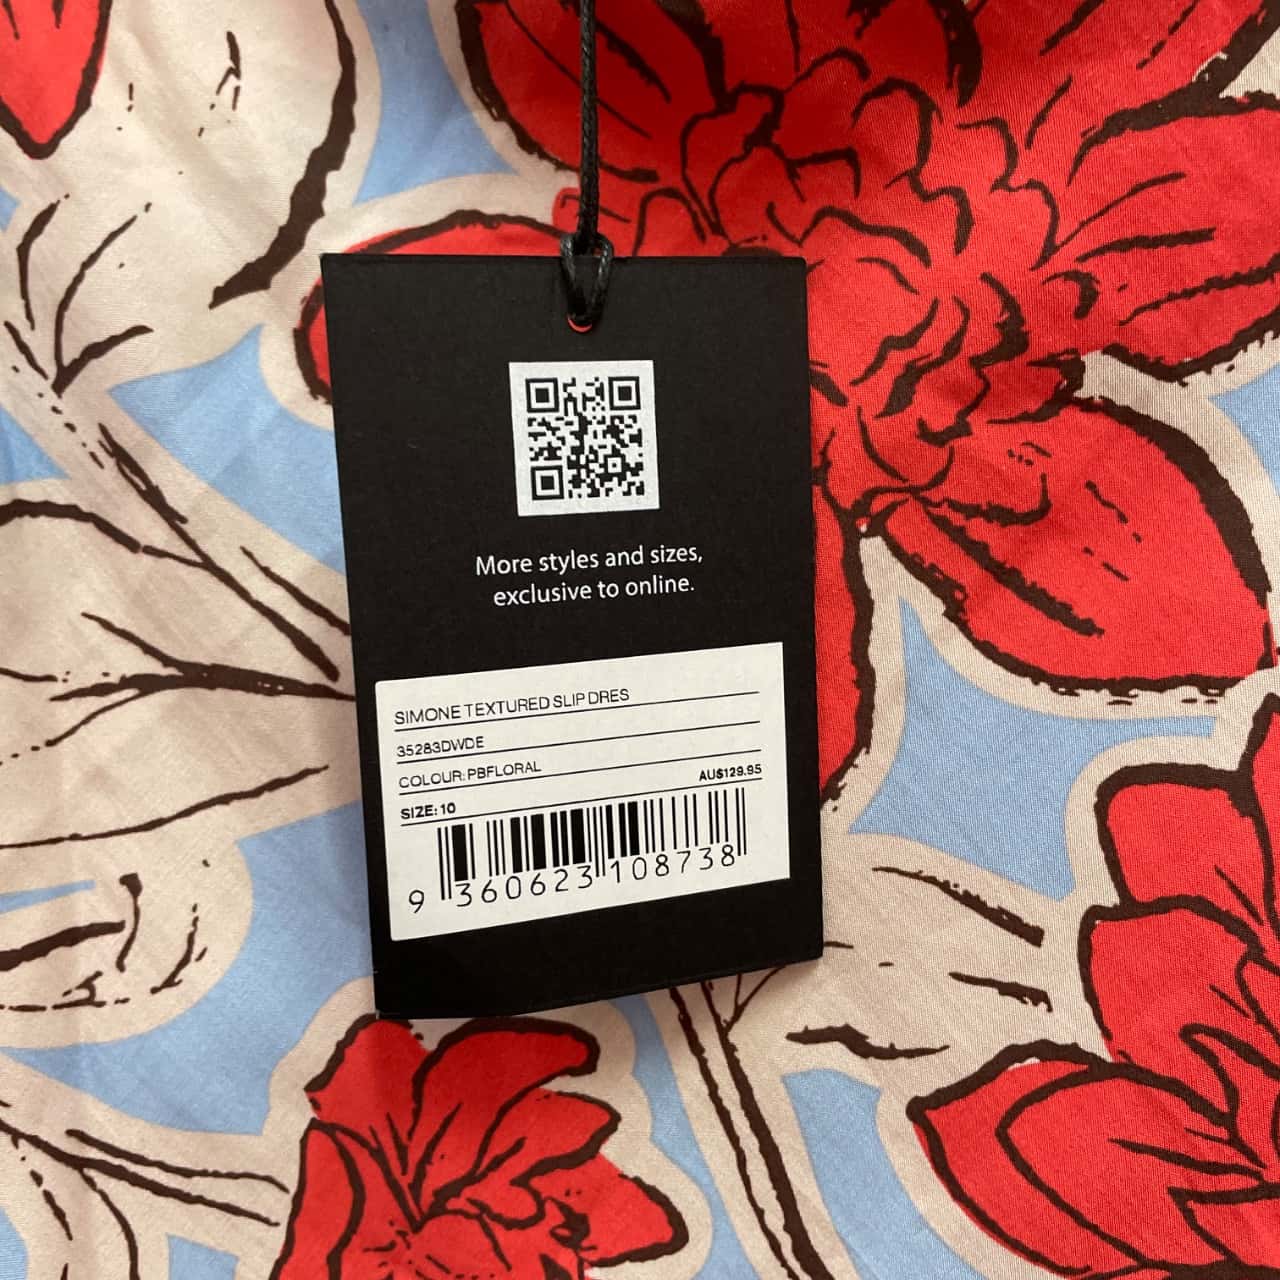 More styles and sizes,
exclusive to online.
SIMONE TEXTURED SLIP DRES
35283DWDE
COLOUR: PBFLORAL
AU$129.95
SIZE: 10
9 360623 108738